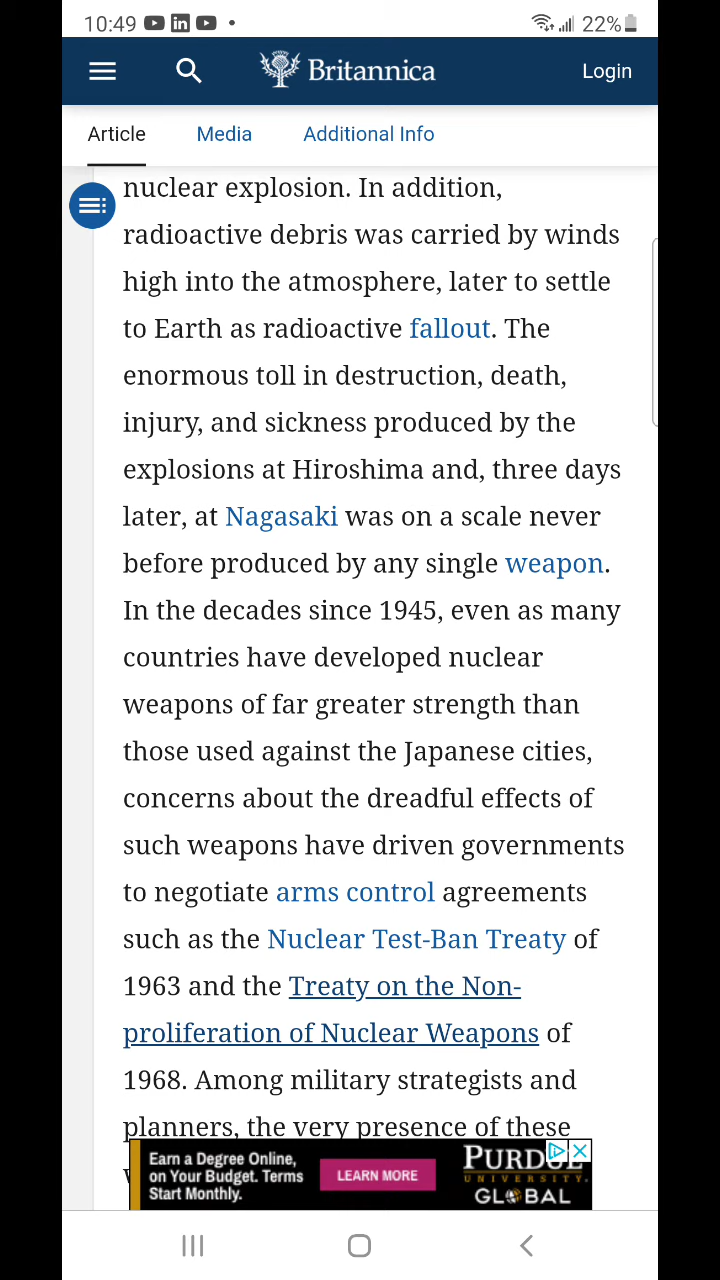 10:49 22%
Britannica
Login
Article Media Additional Info
nuclear explosion. In addition,
radioactive debris was carried by winds
high into the atmosphere, later to settle
to Earth as radioactive fallout. The
enormous toll in destruction, death,
injury, and sickness produced by the
explosions at Hiroshima and, three days
later, at Nagasaki was on a scale never
before produced by any single weapon.
In the decades since 1945, even as many
countries have developed nuclear
weapons of far greater strength than
those used against the Japanese cities,
concerns about the dreadful effects of
such weapons have driven governments
to negotiate arms control agreements
such as the Nuclear Test-Ban Treaty of
1963 and the Treaty on the Non-
proliferation of Nuclear Weapons of
1968. Among military strategists and
planners, the very presence of these
Earn a Degree Online,
on Your Budget. Terms
Start Monthly.
LEARN MORE
PURDUE
UNIVERSITY
GLOBAL